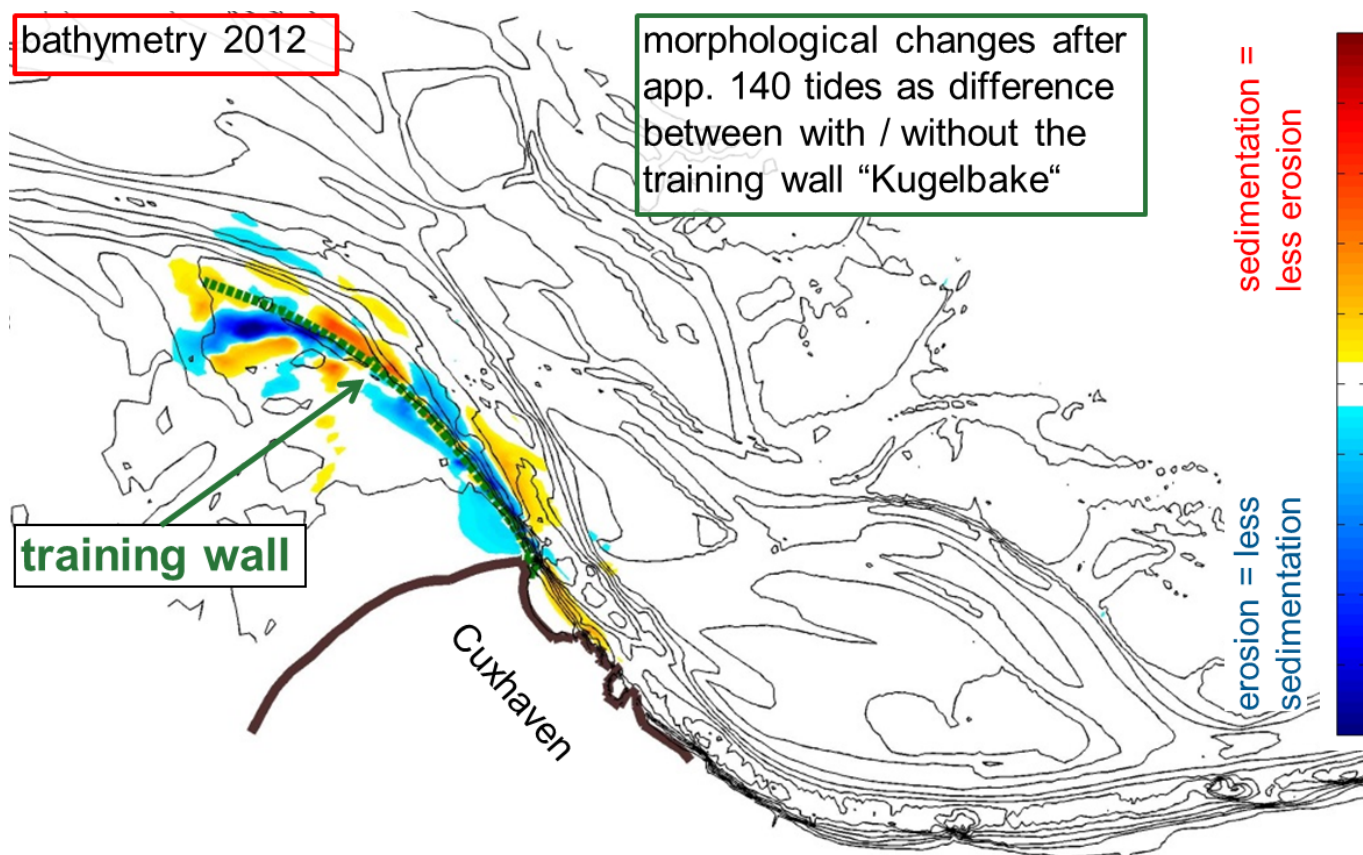 bathymetry 2012
morphological changes after
app. 140 tides as difference
between with / without the
training wall “Kugelbake“
sedimentation =
less erosion
training wall
Cuxhaven
erosion = less
sedimentation